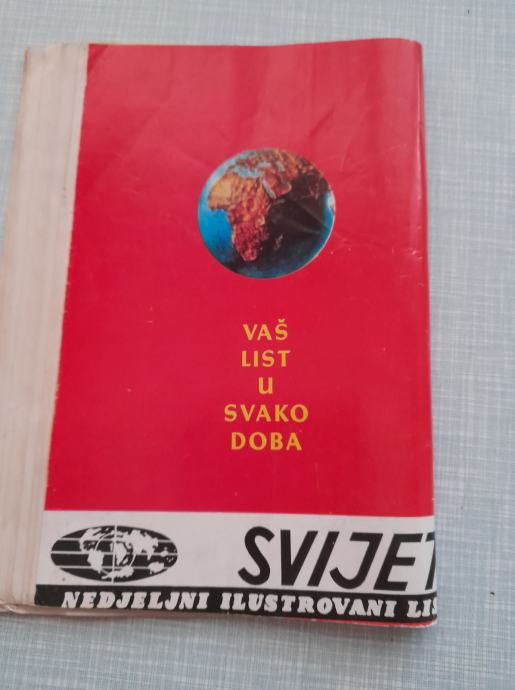 VAŠ
LIST
U
SVAKO
DOBA
SVIJET
NEDJELJNI ILUSTROVANI LIS